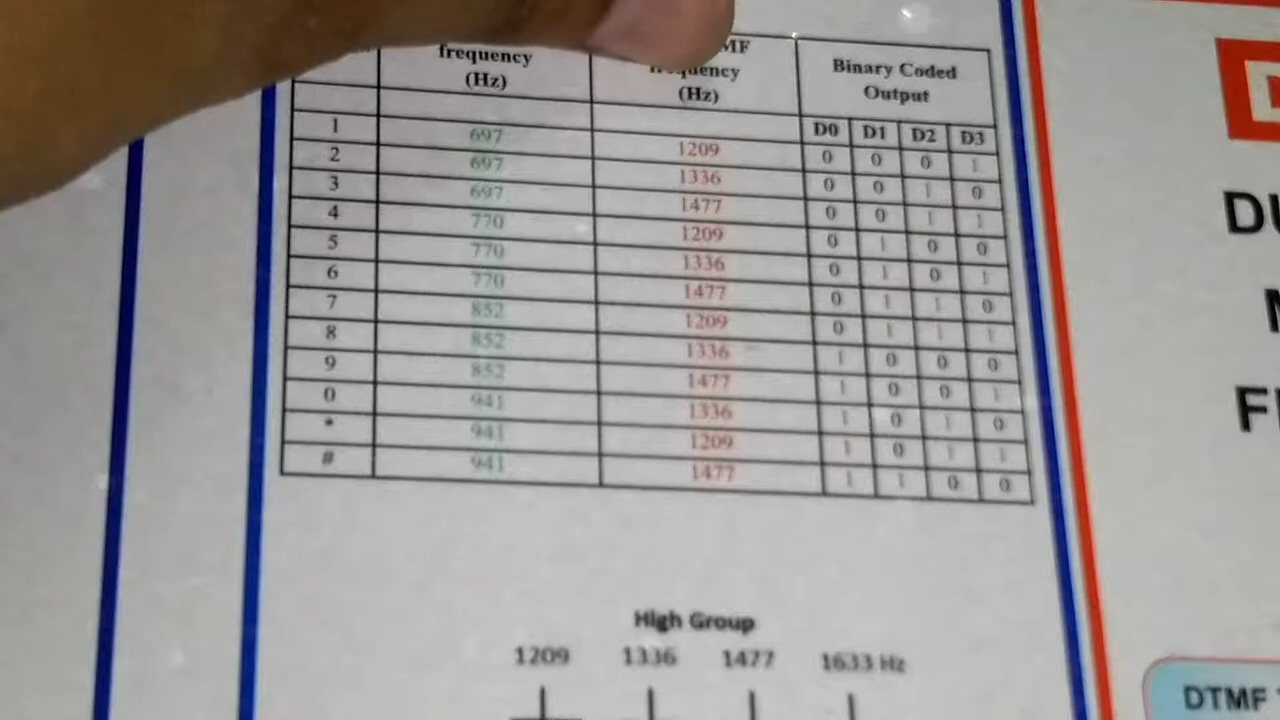 frequency
(Hz)
MF
(Hz)
Binary Coded
Output
D0 D1 D2 D3
1 697 1209 0 0 0 1
2 697 1336 0 0 1 0
3 697 1477 0 0 1 1
4 770 1209 0 1 0 0
5 770 1336 0 1 0 1
6 770 1477 0 1 1 0
7 852 1209 0 1 1 1
8 852 1336 1 0 0 0
9 852 1477 1 0 0 1
0 941 1336 1 0 1 0
* 941 1209 1 0 1 1
# 941 1477 1 1 0 0
High Group
1209 1336 1477 1633 Hz
DTMF